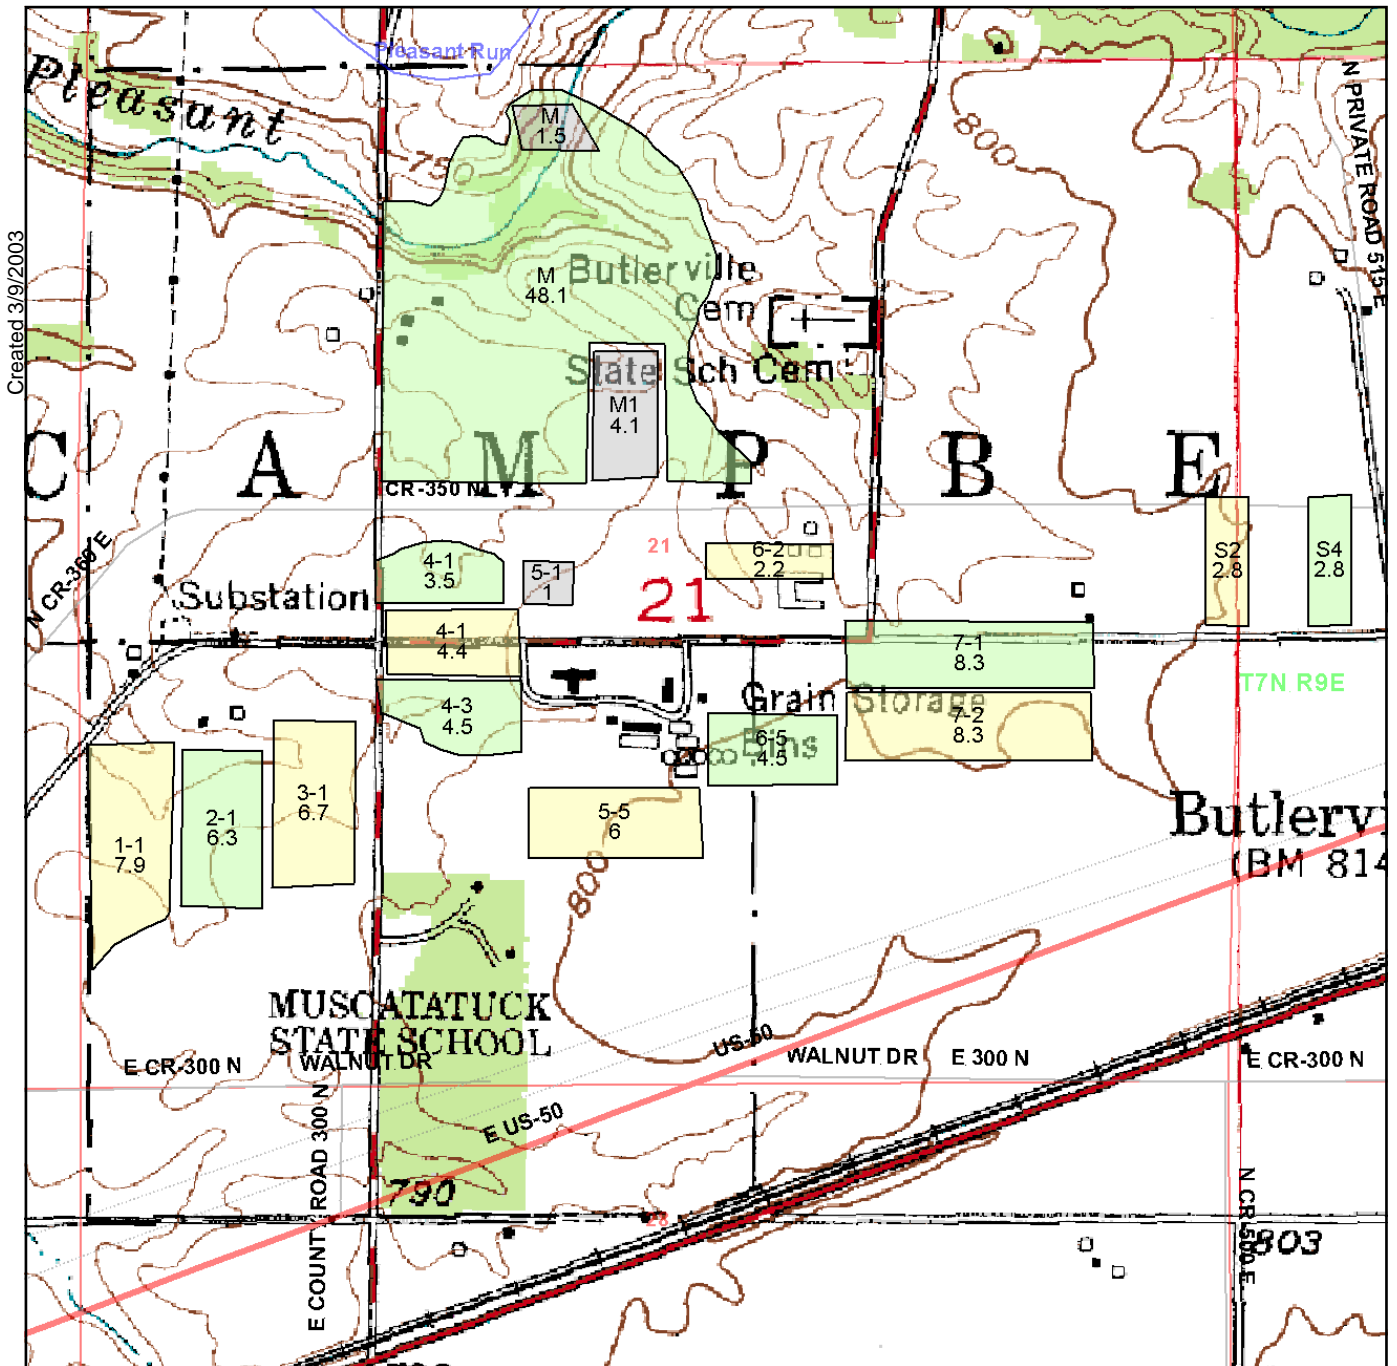 Pleasant Run
Pleasant
Created 3/9/2003
N PRIVATE ROAD 515 E
M
1.5
750
800
M
48.1
Butlerville
Cem
State Sch Cem
M1
4.1
C A M P B E
CR-350 N
N CR-360 E
21
21
4-1
3.5
5-1
1
6-2
2.2
S2
2.8
S4
2.8
Substation
4-1
4.4
7-1
8.3
T7N R9E
4-3
4.5
Grain Storage
Bins
6-5
4.5
7-2
8.3
1-1
7.9
2-1
6.3
3-1
6.7
5-5
6
800
Butlervi
(BM 814
MUSCATATUCK
STATE SCHOOL
US-50
E CR-300 N
WALNUT DR
WALNUT DR
E 300 N
E CR-300 N
E US-50
E COUNTY ROAD 300 N
790
28
N CR 500 E
803